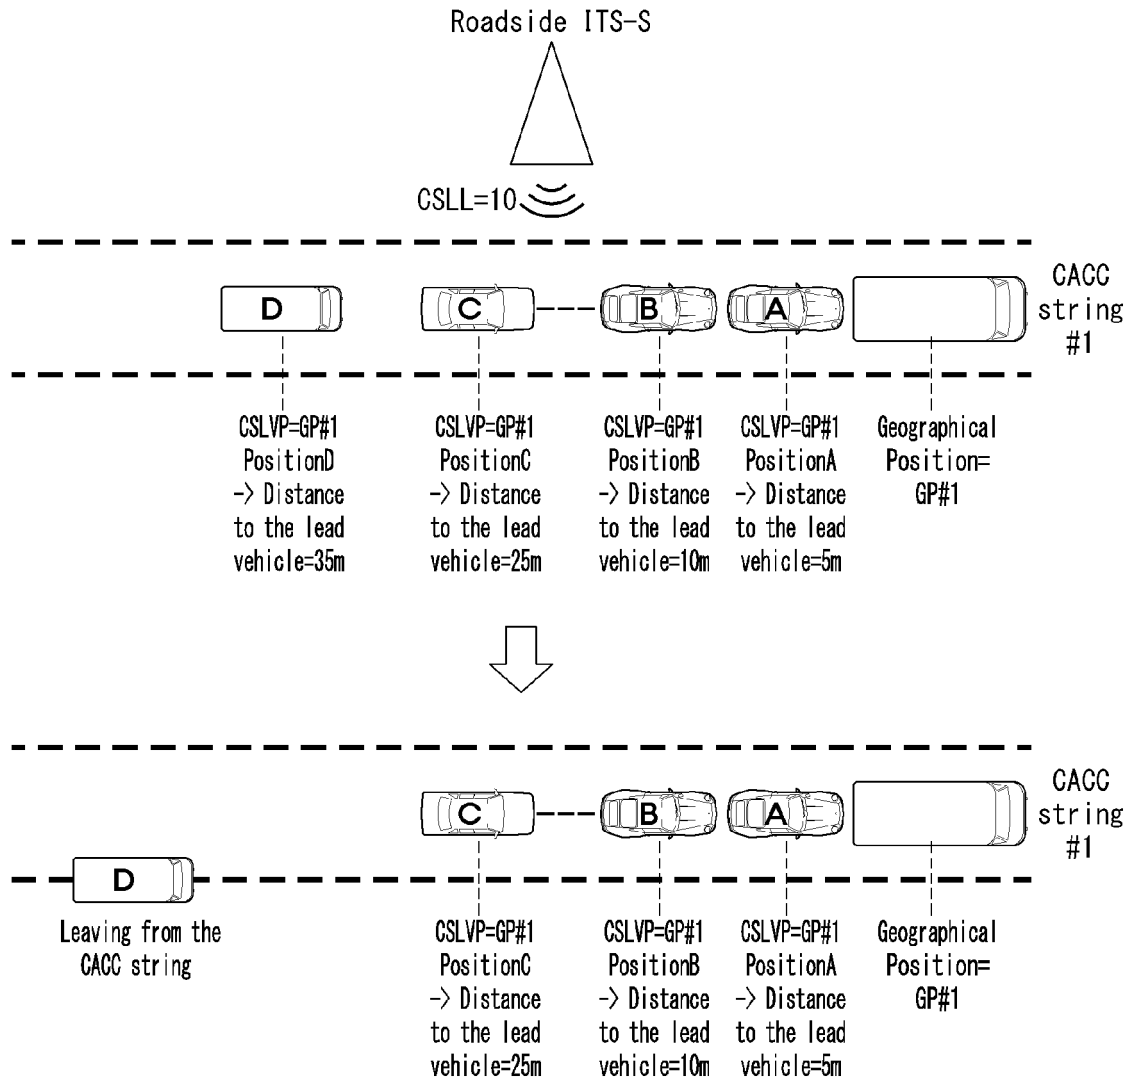 Roadside ITS-S
CSLL=10
D
C
B
A
CACC
string
#1
CSLVP=GP#1
PositionD
-> Distance
to the lead
vehicle=35m
CSLVP=GP#1
PositionC
-> Distance
to the lead
vehicle=25m
CSLVP=GP#1
PositionB
-> Distance
to the lead
vehicle=10m
CSLVP=GP#1
PositionA
-> Distance
to the lead
vehicle=5m
Geographical
Position=
GP#1
C
B
A
CACC
string
#1
D
Leaving from the
CACC string
CSLVP=GP#1
PositionC
-> Distance
to the lead
vehicle=25m
CSLVP=GP#1
PositionB
-> Distance
to the lead
vehicle=10m
CSLVP=GP#1
PositionA
-> Distance
to the lead
vehicle=5m
Geographical
Position=
GP#1